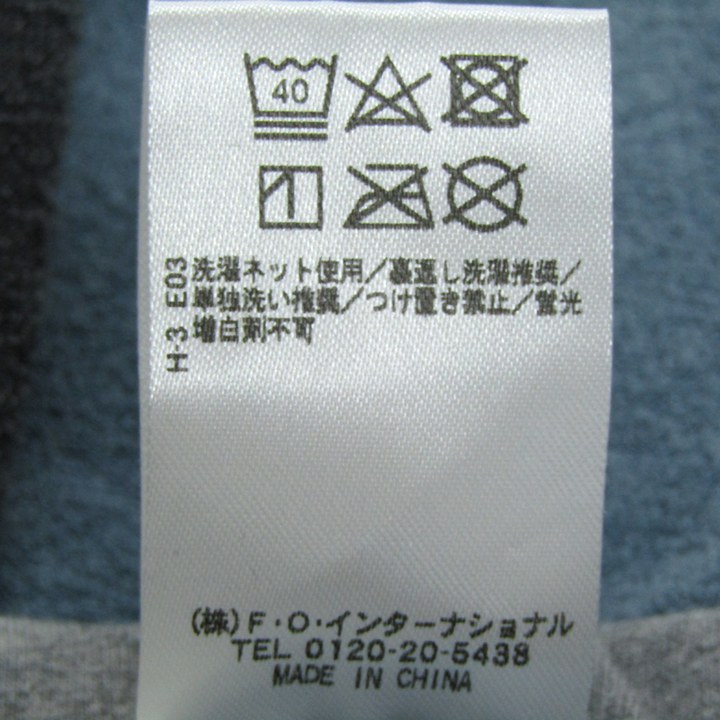 40
H-3 E03
洗濯ネット使用/裏返し洗濯推奨/
単独洗い推奨/つけ置き禁止/蛍光
増白剤不可
(株)F・O・インターナショナル
TEL 0120-20-5438
MADE IN CHINA